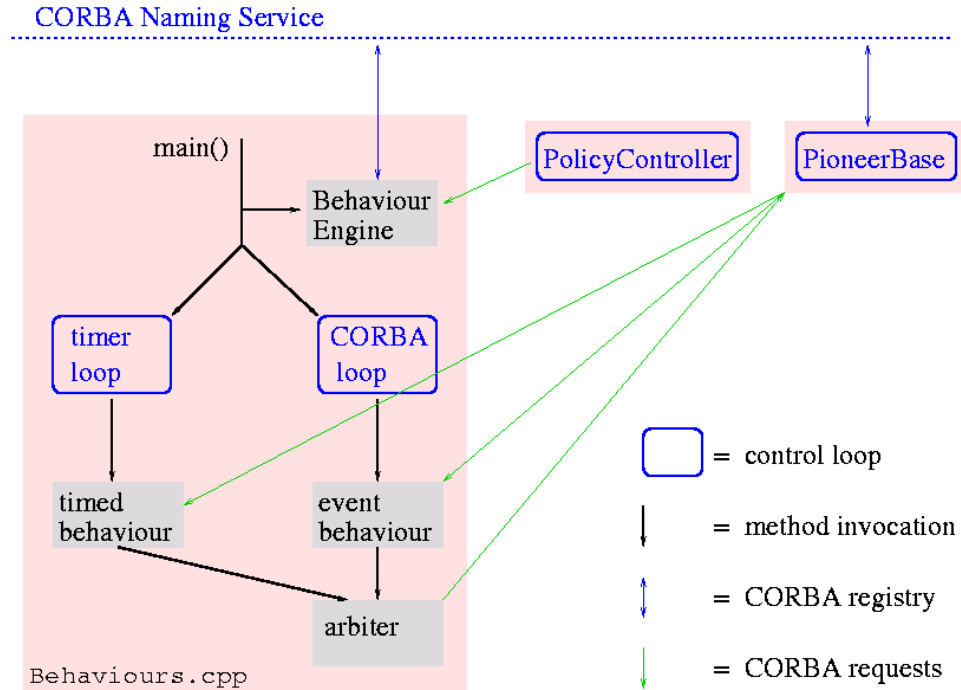 CORBA Naming Service
main()
PolicyController
PioneerBase
Behaviour
Engine
timer
loop
CORBA
loop
timed
behaviour
event
behaviour
arbiter
Behaviours.cpp
= control loop
= method invocation
= CORBA registry
= CORBA requests